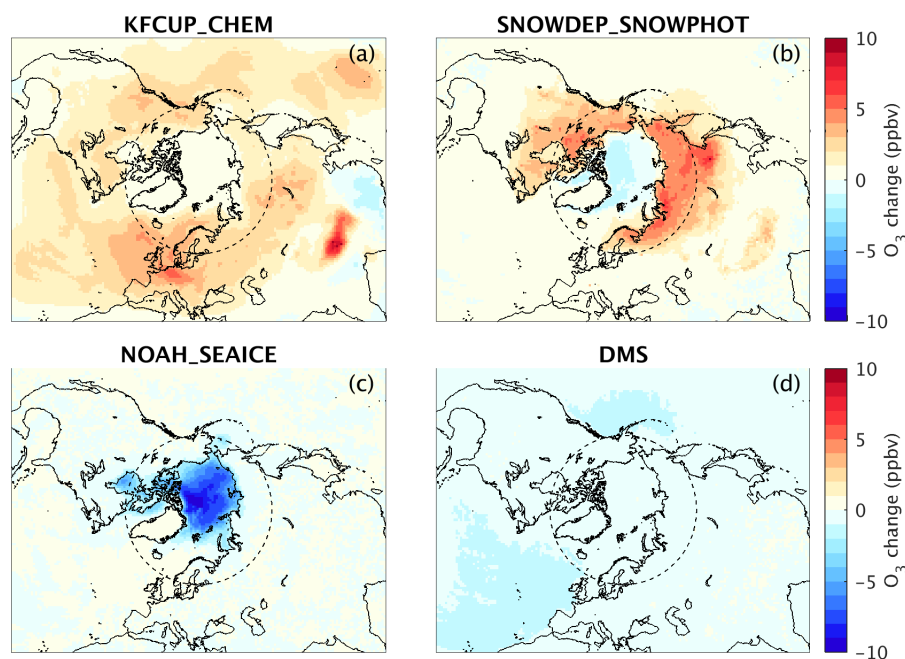 KFCUP_CHEM
SNOWDEP_SNOWPHOT
(a)
(b)
10
5
0
−5
−10
O3 change (ppbv)
NOAH_SEAICE
DMS
(c)
(d)
10
5
0
−5
−10
O3 change (ppbv)